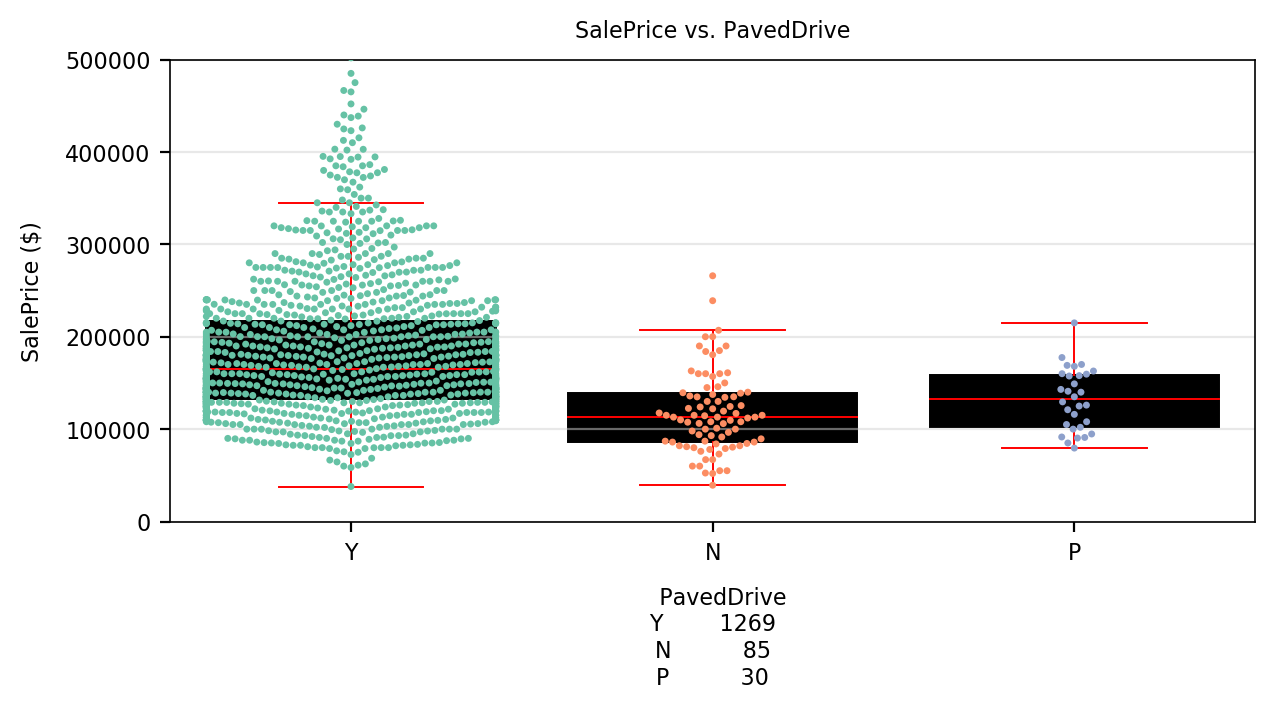 SalePrice vs. PavedDrive
500000
400000
300000
200000
100000
0
SalePrice ($)
Y N P
PavedDrive
Y 1269
N 85
P 30